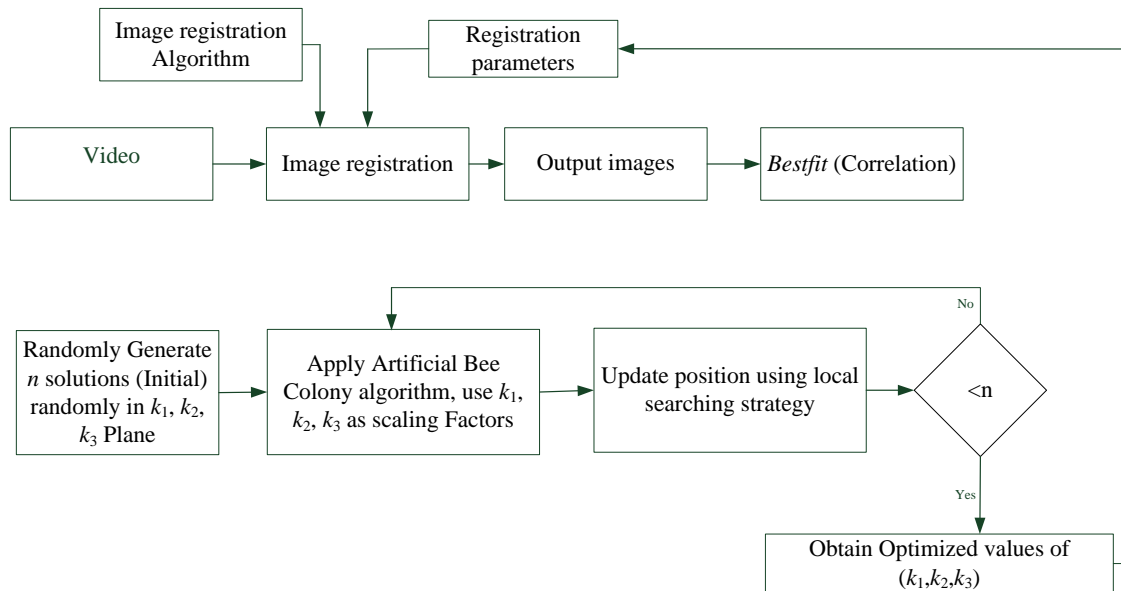 Image registration
Algorithm
Registration
parameters
Video
Image registration
Output images
Bestfit (Correlation)
No
Randomly Generate
n solutions (Initial)
randomly in k₁, k₂,
k₃ Plane
Apply Artificial Bee
Colony algorithm, use k₁,
k₂, k₃ as scaling Factors
Update position using local
searching strategy
<n
Yes
Obtain Optimized values of
(k₁,k₂,k₃)